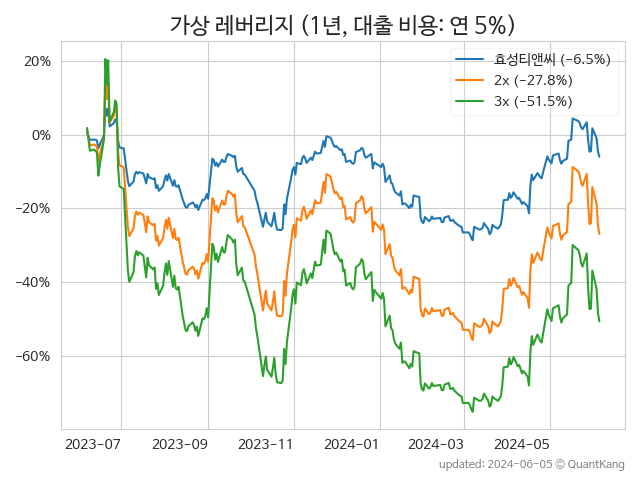 가상 레버리지 (1년, 대출 비용: 연 5%)
효성티앤씨 (−6.5%)
2x (−27.8%)
3x (−51.5%)
20%
0%
−20%
−40%
−60%
2023-07 2023-09 2023-11 2024-01 2024-03 2024-05
updated: 2024-06-05 © QuantKang